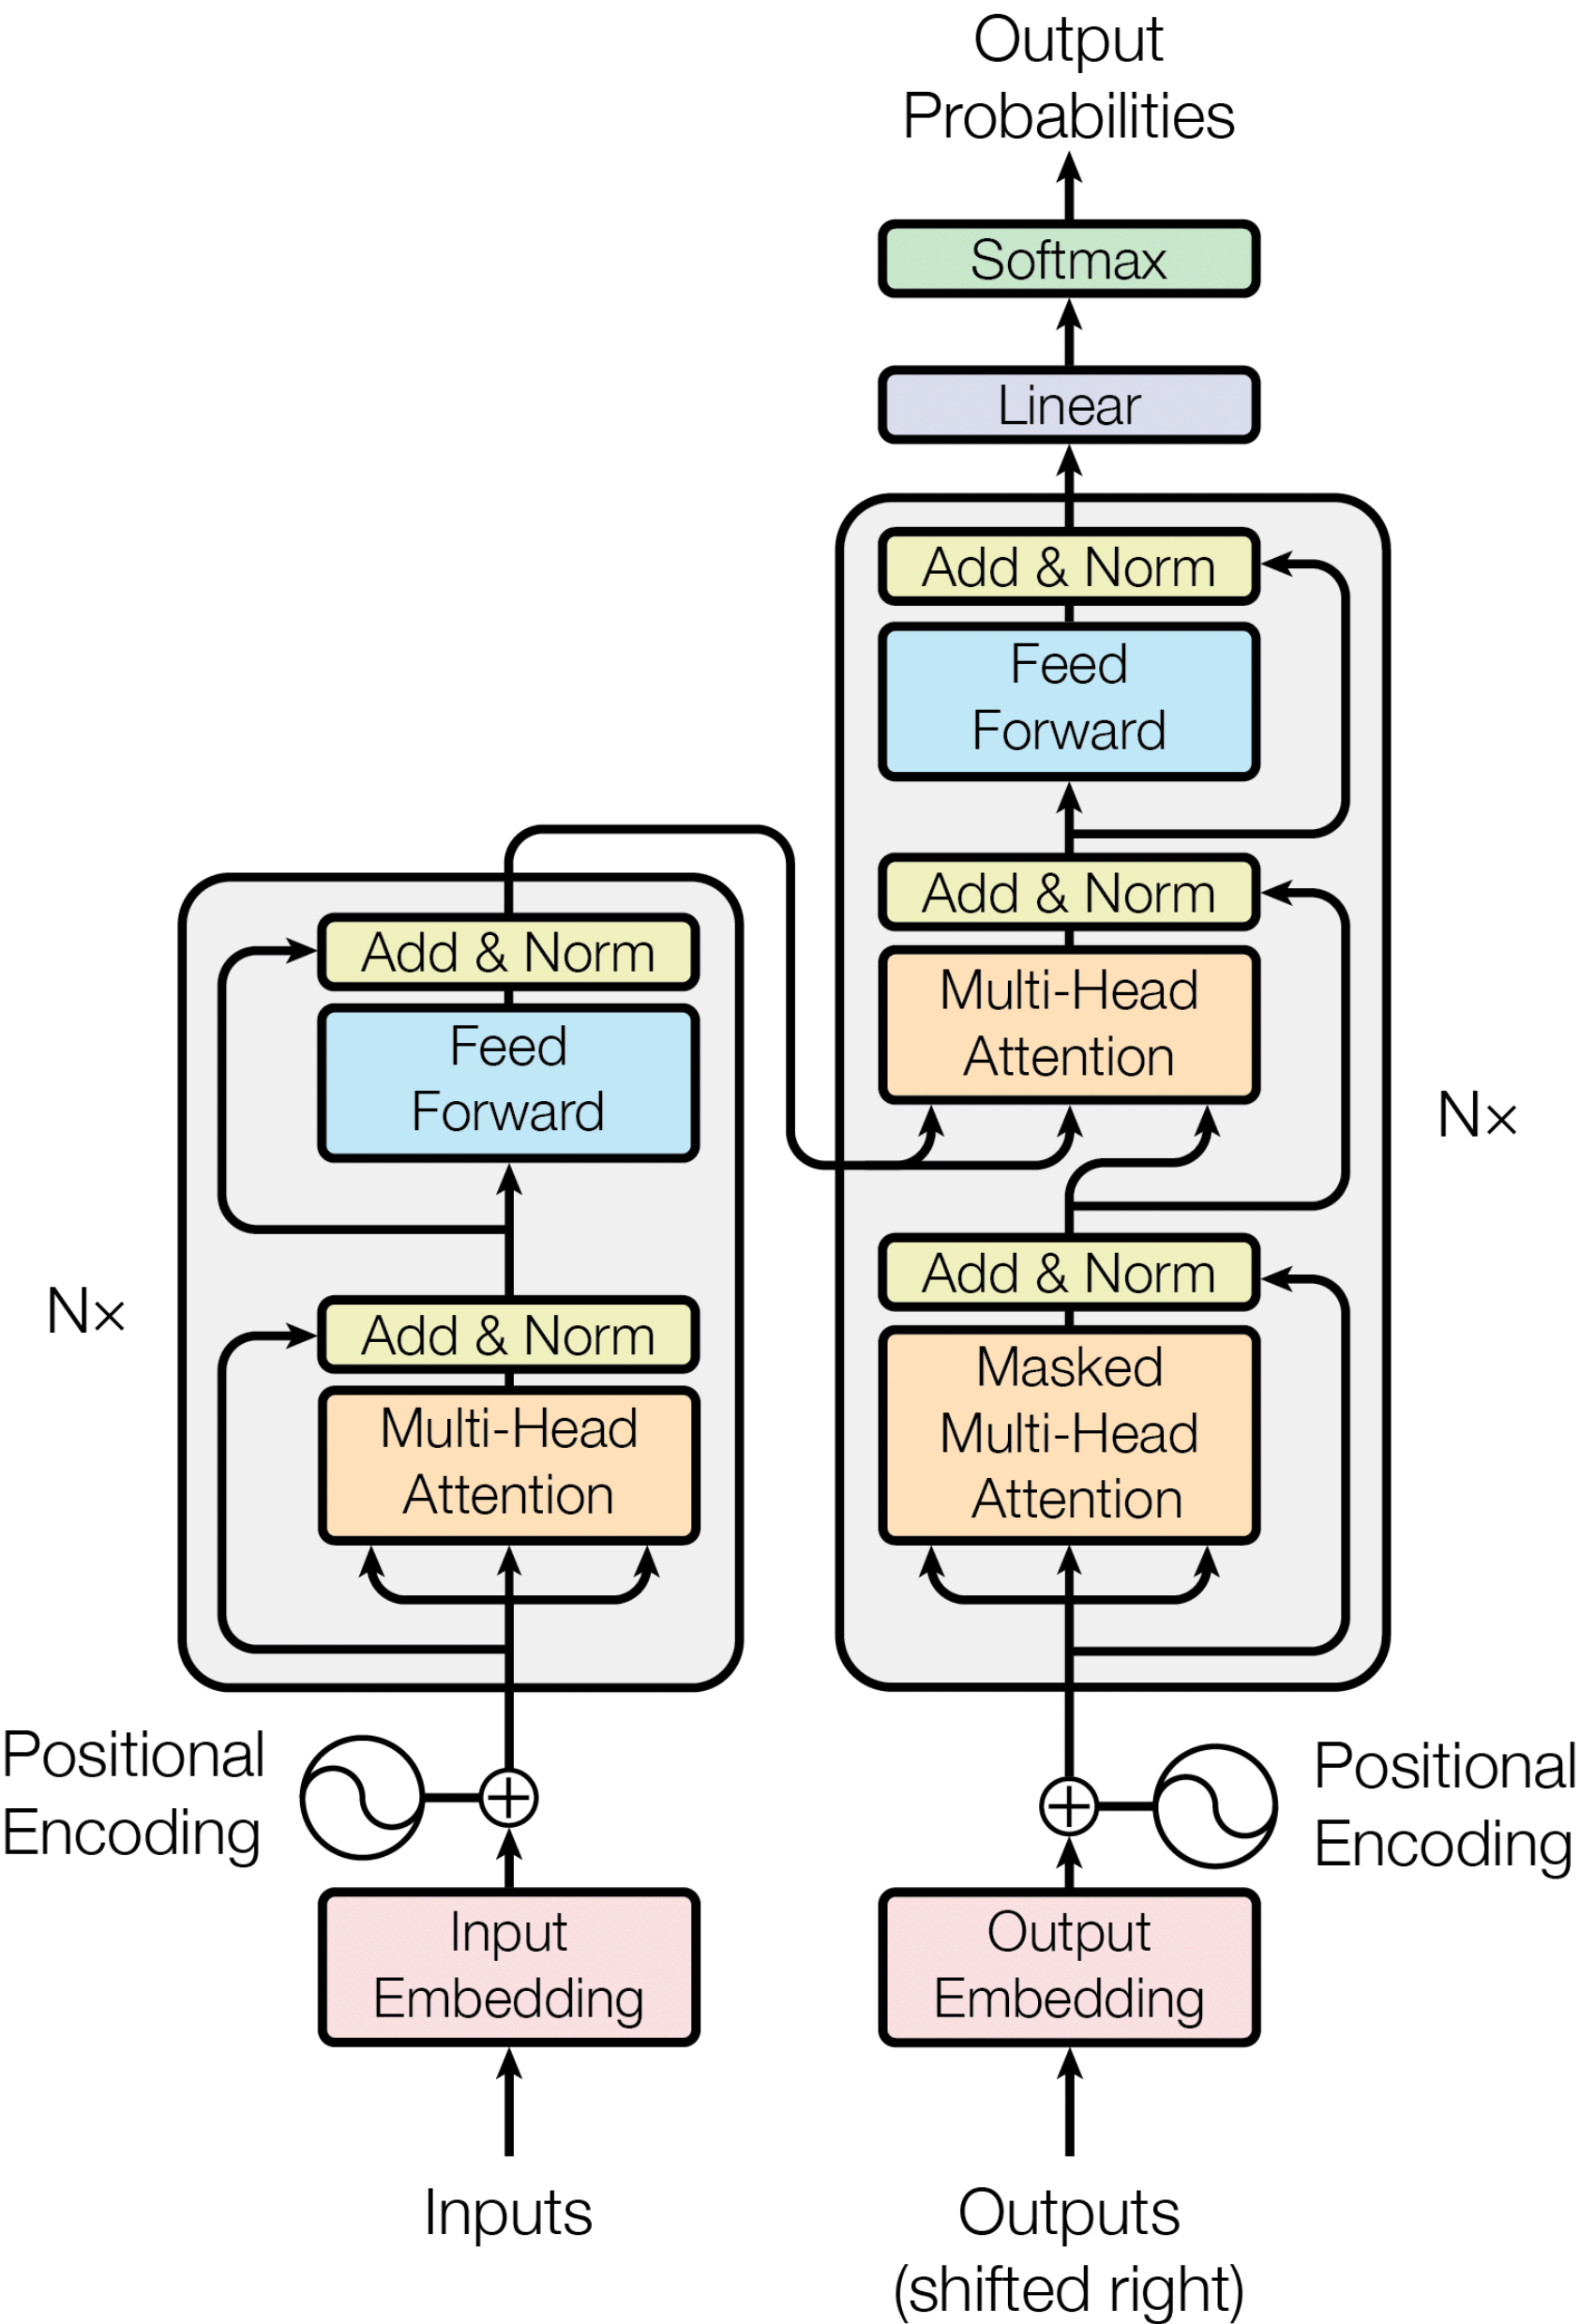 Output
Probabilities
Softmax
Linear
Add & Norm
Feed
Forward
Add & Norm
Multi-Head
Attention
Add & Norm
Masked
Multi-Head
Attention
Nx
Add & Norm
Feed
Forward
Add & Norm
Multi-Head
Attention
N×
Positional
Encoding
Positional
Encoding
Input
Embedding
Output
Embedding
Inputs
Outputs
(shifted right)